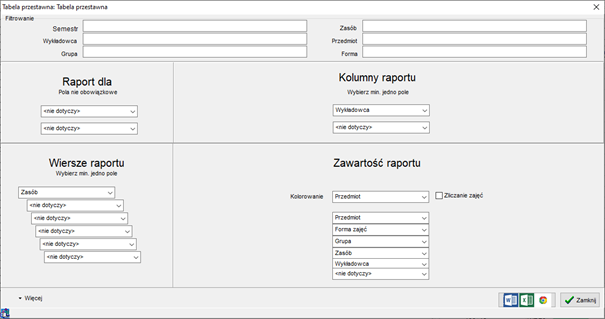 Tabela przestawna: Tabela przestawna
Filtrowanie
Semestr
Zasób
Wykładowca
Przedmiot
Grupa
Forma
Raport dla
Pola nie obowiązkowe
<nie dotyczy>
<nie dotyczy>
Kolumny raportu
Wybierz min. jedno pole
Wykładowca
<nie dotyczy>
Wiersze raportu
Wybierz min. jedno pole
Zasób
<nie dotyczy>
<nie dotyczy>
<nie dotyczy>
<nie dotyczy>
<nie dotyczy>
Zawartość raportu
Kolorowanie Przedmiot Zliczanie zajęć
Przedmiot
Forma zajęć
Grupa
Zasób
Wykładowca
<nie dotyczy>
Więcej
Zamknij